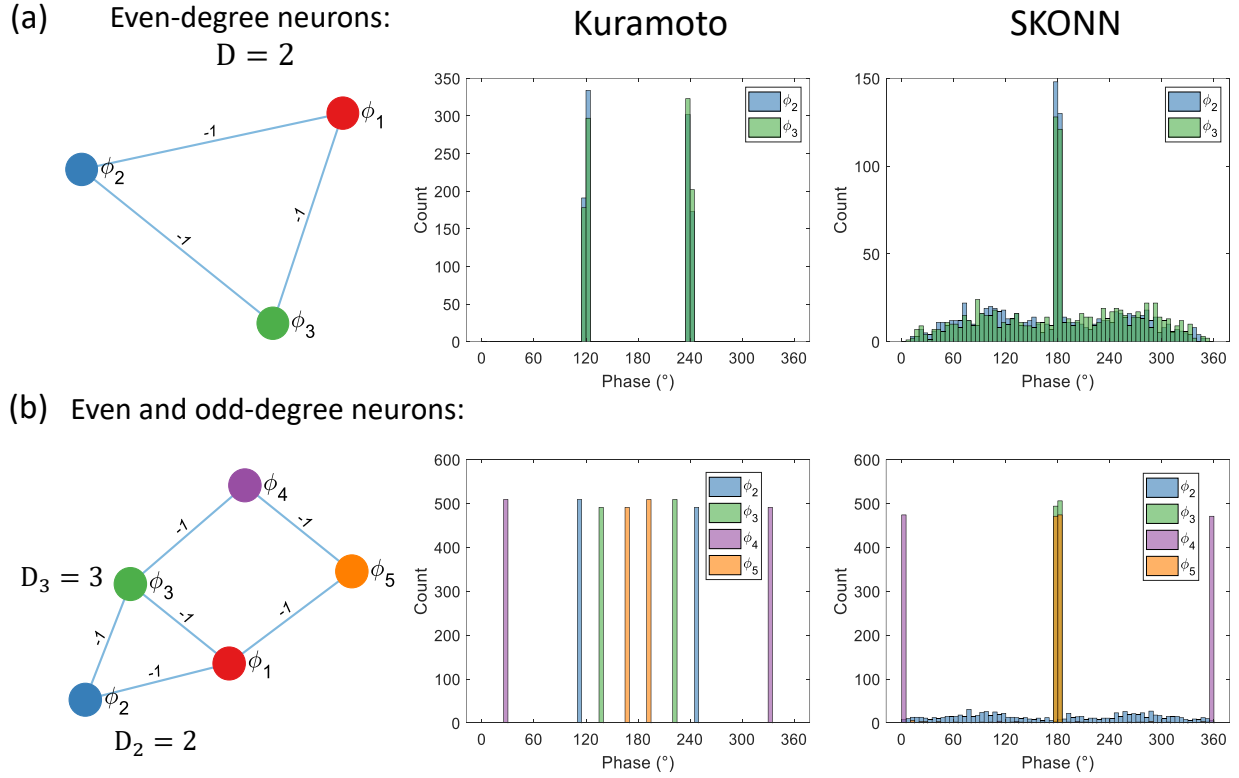 (a) Even-degree neurons:
D = 2
Kuramoto
SKONN
ϕ1
ϕ2
ϕ3
-1
-1
-1
Count
350
300
250
200
150
100
50
0
0 60 120 180 240 300 360
Phase (°)
ϕ2
ϕ3
Count
150
100
50
0
0 60 120 180 240 300 360
Phase (°)
ϕ2
ϕ3
(b) Even and odd-degree neurons:
ϕ4
-1
-1
D3 = 3
ϕ3
ϕ5
-1
-1
-1
-1
ϕ1
ϕ2
D2 = 2
Count
600
500
400
300
200
100
0
0 60 120 180 240 300 360
Phase (°)
ϕ2
ϕ3
ϕ4
ϕ5
Count
600
500
400
300
200
100
0
0 60 120 180 240 300 360
Phase (°)
ϕ2
ϕ3
ϕ4
ϕ5